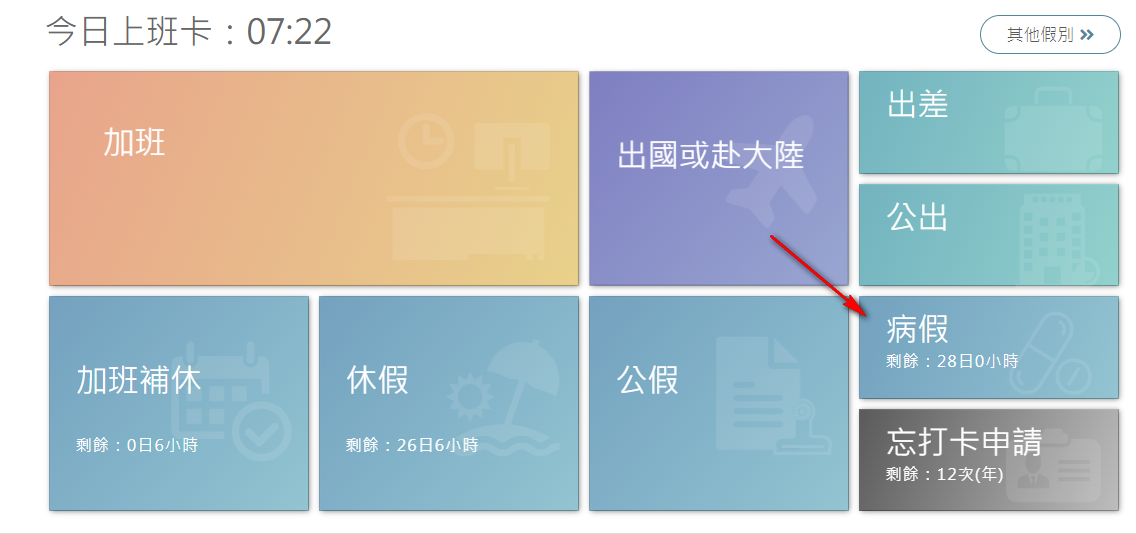 今日上班卡：07:22
其他假別 »
加班
出國或赴大陸
出差
公出
加班補休
剩餘：0日6小時
休假
剩餘：26日6小時
公假
病假
剩餘：28日0小時
忘打卡申請
剩餘：12次(年)